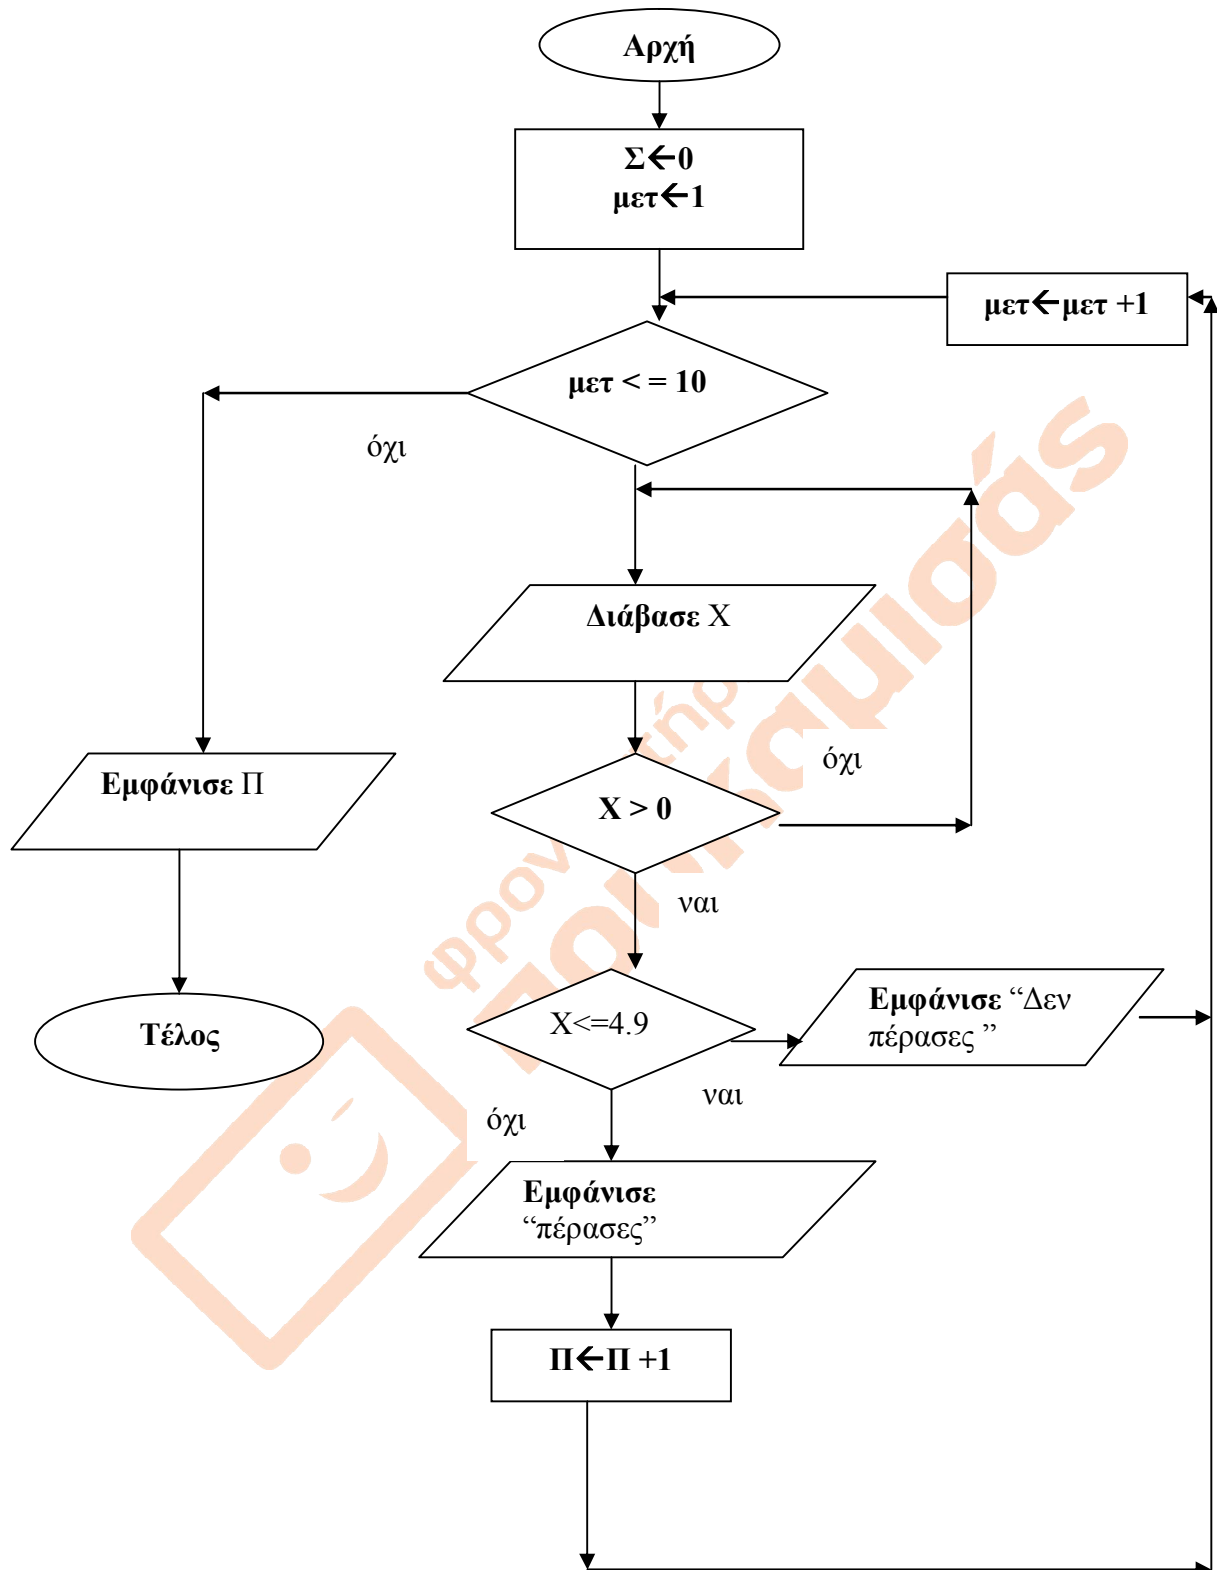 Αρχή
Σ←0
μετ←1
μετ←μετ +1
μετ < = 10
όχι
Διάβασε Χ
όχι
Εμφάνισε Π
Χ > 0
ναι
Εμφάνισε “Δεν
πέρασες ”
Χ<=4.9
Τέλος
ναι
όχι
Εμφάνισε
“πέρασες”
Π←Π +1